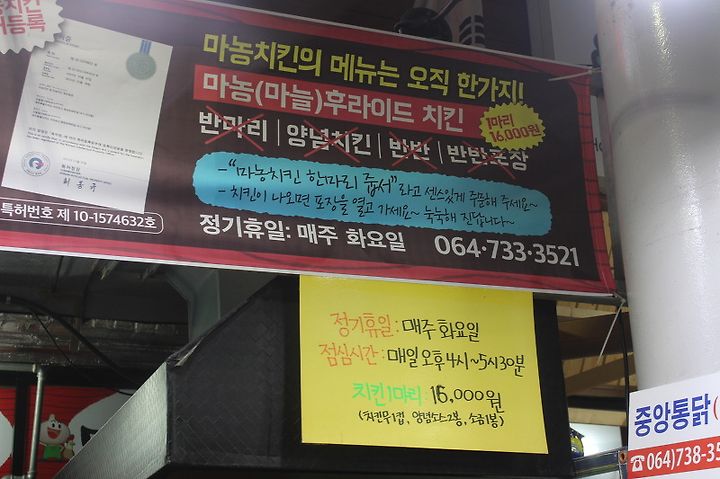 등록
마농치킨의 메뉴는 오직 한가지!
마농(마늘)후라이드 치킨
1마리
16,000원
반마리 | 양념치킨 | 반반 | 반반포장
-"마농치킨 한마리 줍서"라고 센스있게 주문해 주세요~
- 치킨이 나오면 포장을 열고 가세요~ 눅눅해 진답니다~
특허번호 제 10-1574632호
정기휴일: 매주 화요일 064·733·3521
정기휴일 : 매주 화요일
점심시간 : 매일 오후 4시~5시30분
치킨1마리 : 16,000원
(치킨무1컵, 양념소스2봉, 소금1봉)
중앙통닭
☎064)738-35